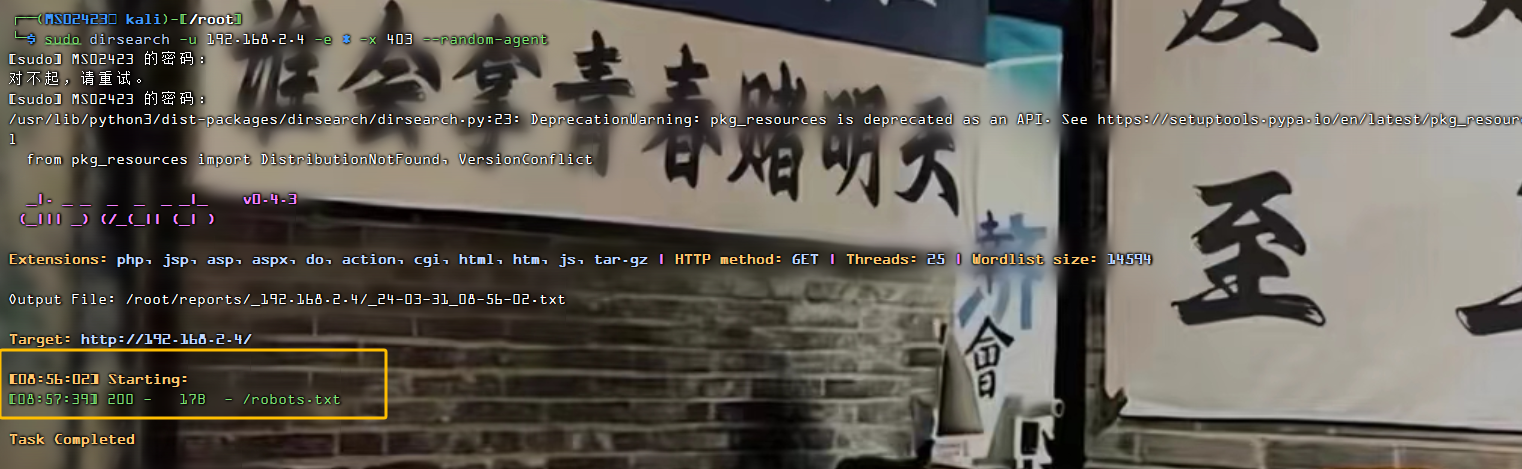 ┌──(MS02423㉿ kali)-[/root]
└─$ sudo dirsearch -u 192.168.2.4 -e * -x 403 --random-agent
[sudo] MS02423 的密码：
对不起，请重试。
[sudo] MS02423 的密码：
/usr/lib/python3/dist-packages/dirsearch/dirsearch.py:23: DeprecationWarning: pkg_resources is deprecated as an API. See https://setuptools.pypa.io/en/latest/pkg_resour
l
from pkg_resources import DistributionNotFound, VersionConflict
_|. _ _  _  _  _ _|_    v0.4.3
(_||| _) (/_(_|| (_| )
Extensions: php, jsp, asp, aspx, do, action, cgi, html, htm, js, tar.gz | HTTP method: GET | Threads: 25 | Wordlist size: 14594
Output File: /root/reports/_192.168.2.4/_24-03-31_08-56-02.txt
Target: http://192.168.2.4/
[08:56:02] Starting:
[08:57:39] 200 -   17B  - /robots.txt
Task Completed
誰会拿青春赌明天
至
會